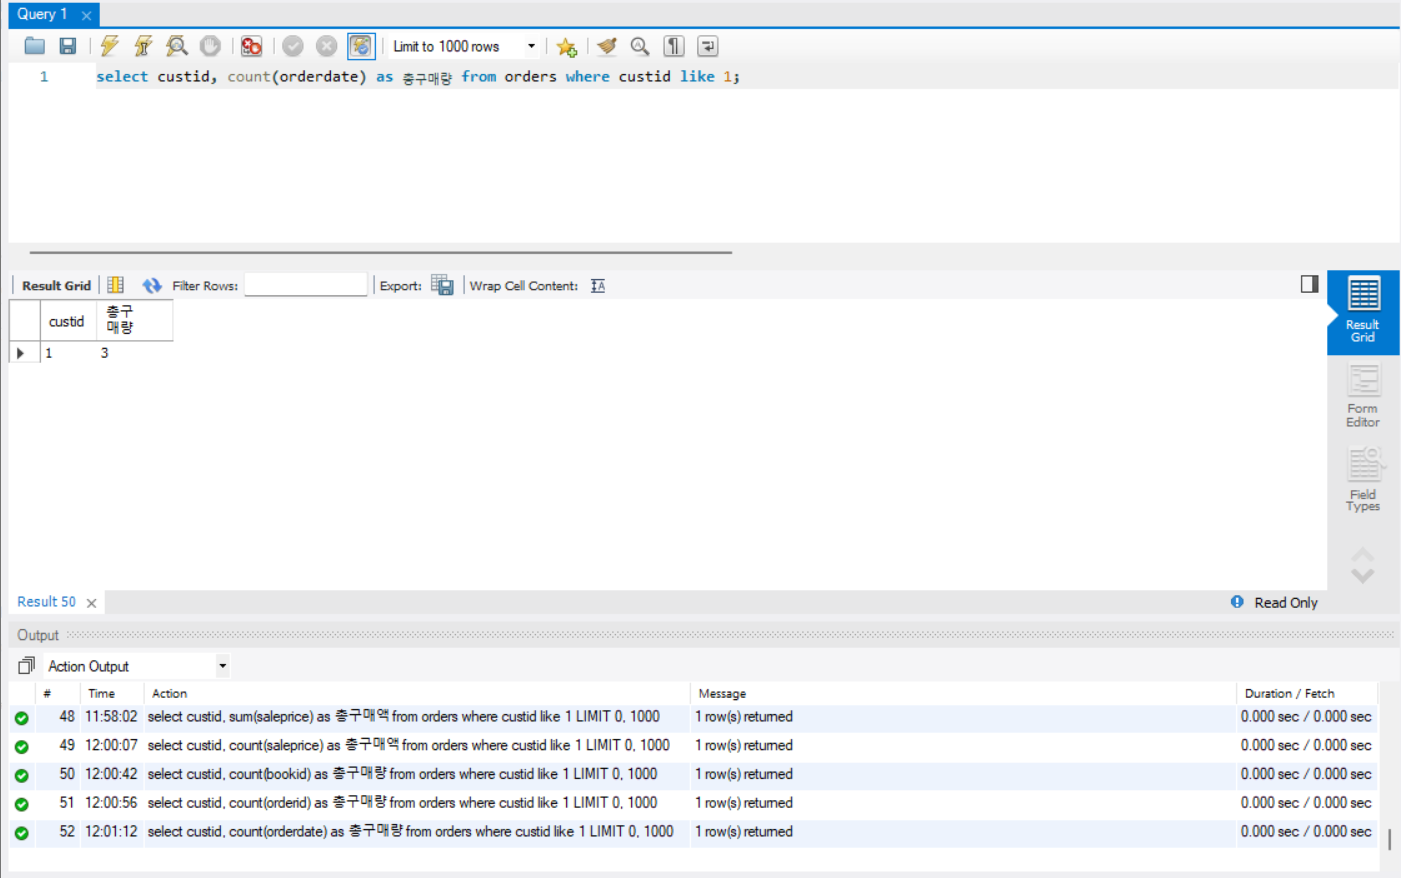 Query 1
Limit to 1000 rows
1 select custid, count(orderdate) as 총구매량 from orders where custid like 1;
Result Grid Filter Rows: Export: Wrap Cell Content:
custid 총구
매량
1 3
Result
Grid
Form
Editor
Field
Types
Result 50 Read Only
Output
Action Output
# Time Action Message Duration / Fetch
48 11:58:02 select custid, sum(saleprice) as 총구매액 from orders where custid like 1 LIMIT 0, 1000 1 row(s) returned 0.000 sec / 0.000 sec
49 12:00:07 select custid, count(saleprice) as 총구매액 from orders where custid like 1 LIMIT 0, 1000 1 row(s) returned 0.000 sec / 0.000 sec
50 12:00:42 select custid, count(bookid) as 총구매량 from orders where custid like 1 LIMIT 0, 1000 1 row(s) returned 0.000 sec / 0.000 sec
51 12:00:56 select custid, count(orderid) as 총구매량 from orders where custid like 1 LIMIT 0, 1000 1 row(s) returned 0.000 sec / 0.000 sec
52 12:01:12 select custid, count(orderdate) as 총구매량 from orders where custid like 1 LIMIT 0, 1000 1 row(s) returned 0.000 sec / 0.000 sec